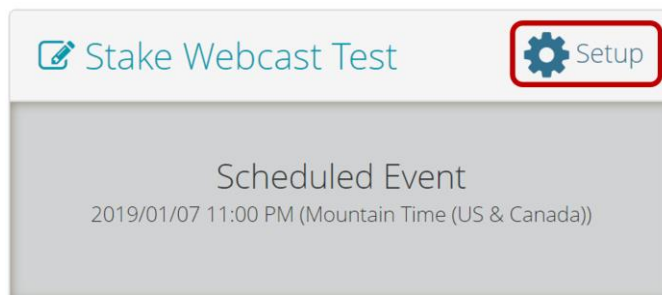 Stake Webcast Test
Setup
Scheduled Event
2019/01/07 11:00 PM (Mountain Time (US & Canada))